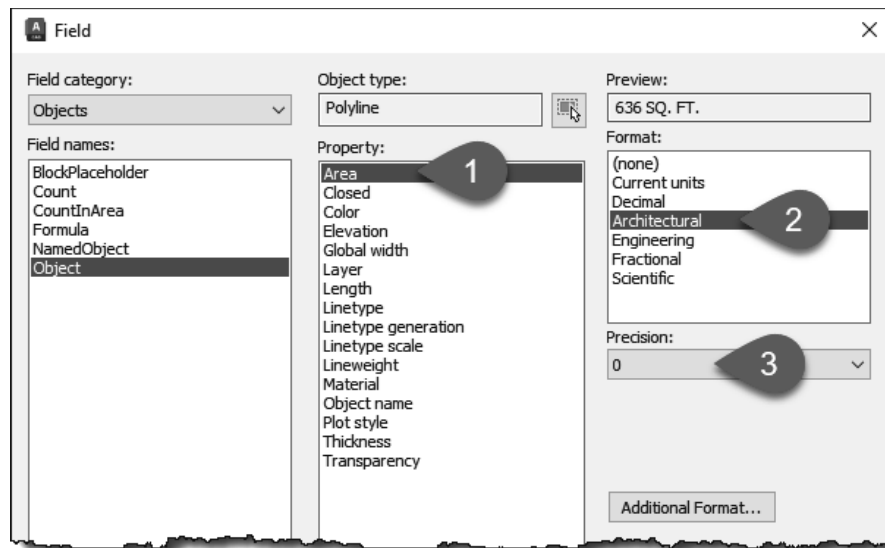 A
CAD
Field
Field category:
Objects
Field names:
BlockPlaceholder
Count
CountInArea
Formula
NamedObject
Object
Object type:
Polyline
Property:
Area
1
Closed
Color
Elevation
Global width
Layer
Length
Linetype
Linetype generation
Linetype scale
Lineweight
Material
Object name
Plot style
Thickness
Transparency
Preview:
636 SQ. FT.
Format:
(none)
Current units
Decimal
Architectural
2
Engineering
Fractional
Scientific
Precision:
0
3
Additional Format...